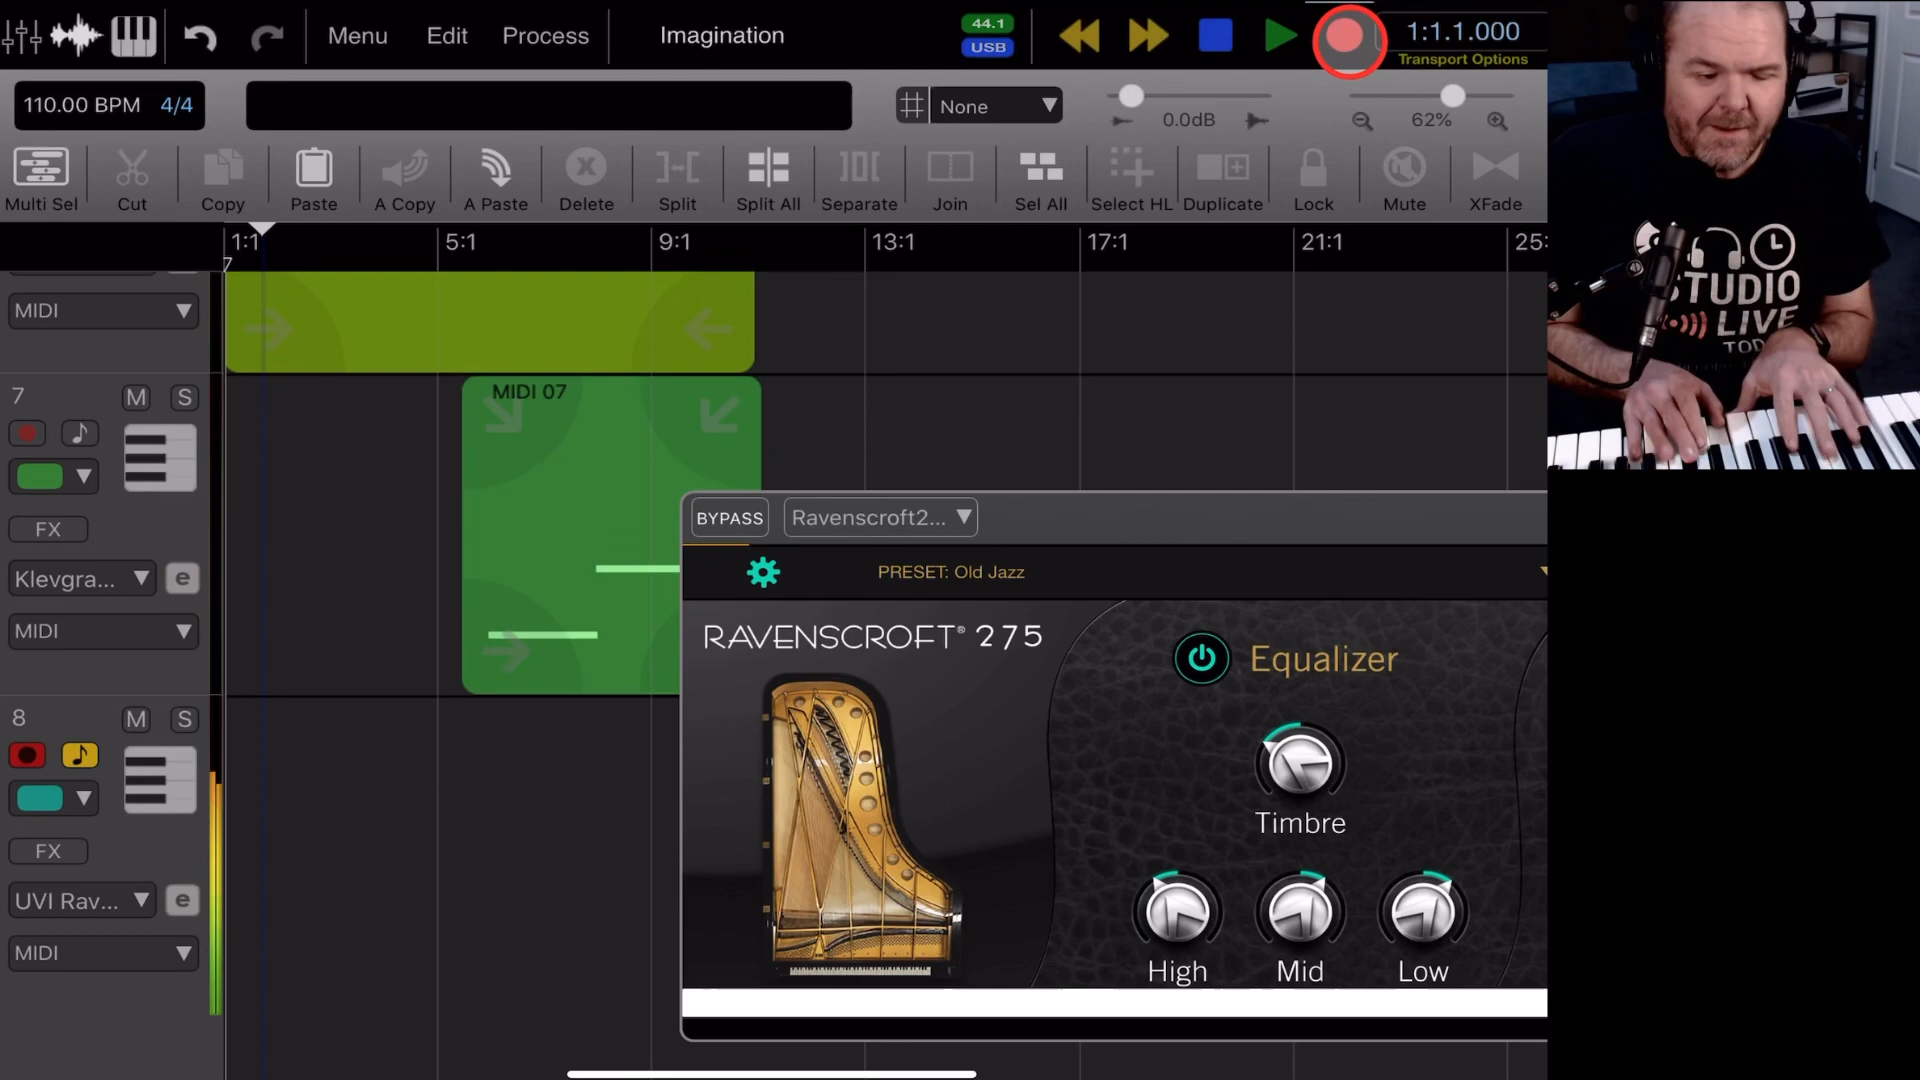 Menu
Edit
Process
Imagination
44.1
USB
1:1.1.000
Transport Options
110.00 BPM 4/4
None
0.0dB
62%
Multi Sel
Cut
Copy
Paste
A Copy
A Paste
Delete
Split
Split All
Separate
Join
Sel All
Select HL
Duplicate
Lock
Mute
XFade
1:1
5:1
9:1
13:1
17:1
21:1
25:
7
MIDI
MIDI 07
7
M
S
FX
Klevgra...
e
MIDI
8
M
S
FX
UVI Rav...
e
MIDI
BYPASS
Ravenscroft2...
PRESET: Old Jazz
RAVENSCROFT® 275
Equalizer
Timbre
High
Mid
Low
STUDIO
LIVE
TOD